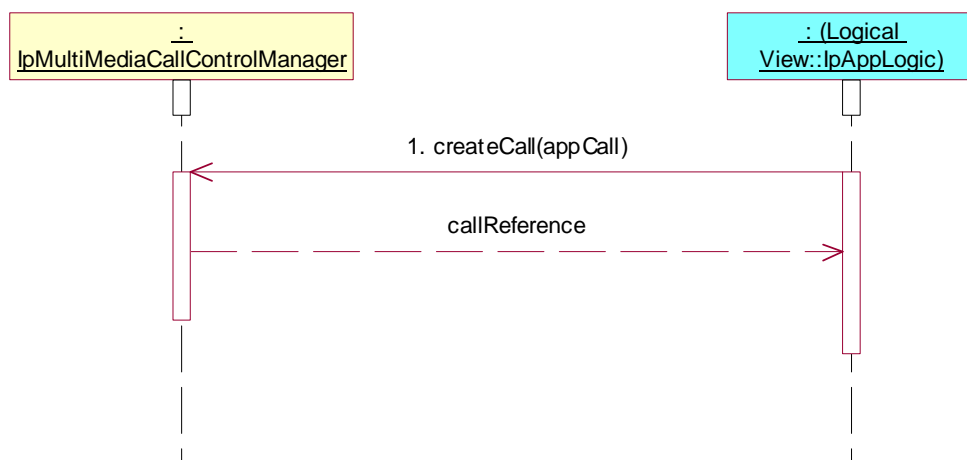 :
IpMultiMediaCallControlManager
: (Logical
View::IpAppLogic)
1. createCall(appCall)
callReference